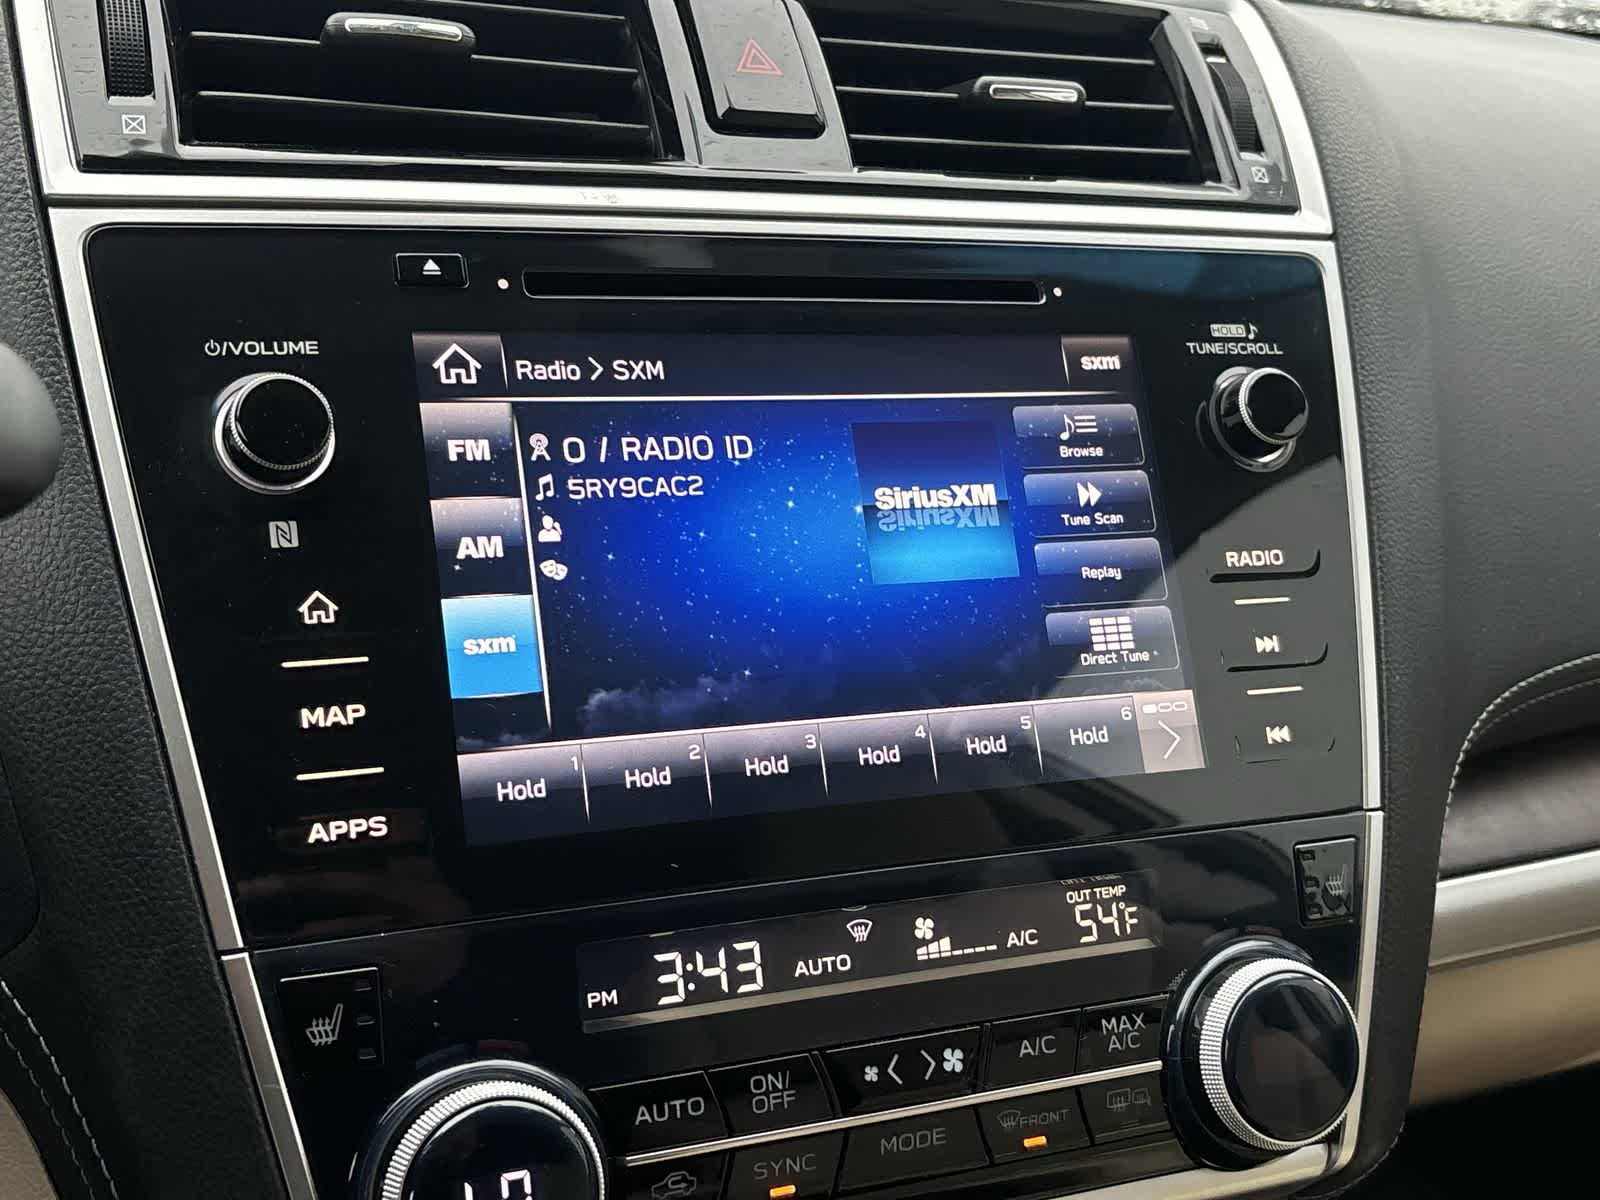 ⏻/VOLUME
HOLD
TUNE/SCROLL
Radio > SXM
sxm
FM
0 / RADIO ID
5RY9CAC2
SiriusXM
Browse
Tune Scan
AM
Replay
sxm
Direct Tune
RADIO
MAP
APPS
Hold 1
Hold 2
Hold 3
Hold 4
Hold 5
Hold 6
OUT TEMP
54°F
PM 3:43
AUTO
A/C
AUTO
ON/
OFF
A/C
MAX
A/C
SYNC
MODE
FRONT